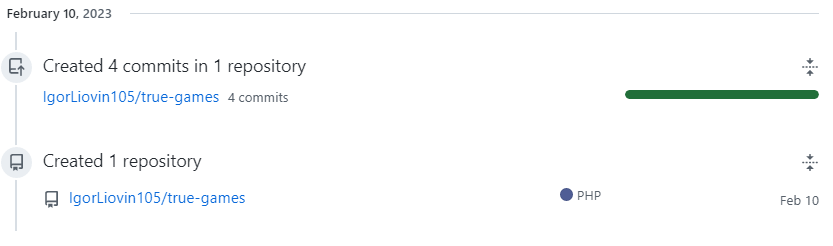 February 10, 2023
Created 4 commits in 1 repository
IgorLiovin105/true-games 4 commits
Created 1 repository
IgorLiovin105/true-games PHP Feb 10